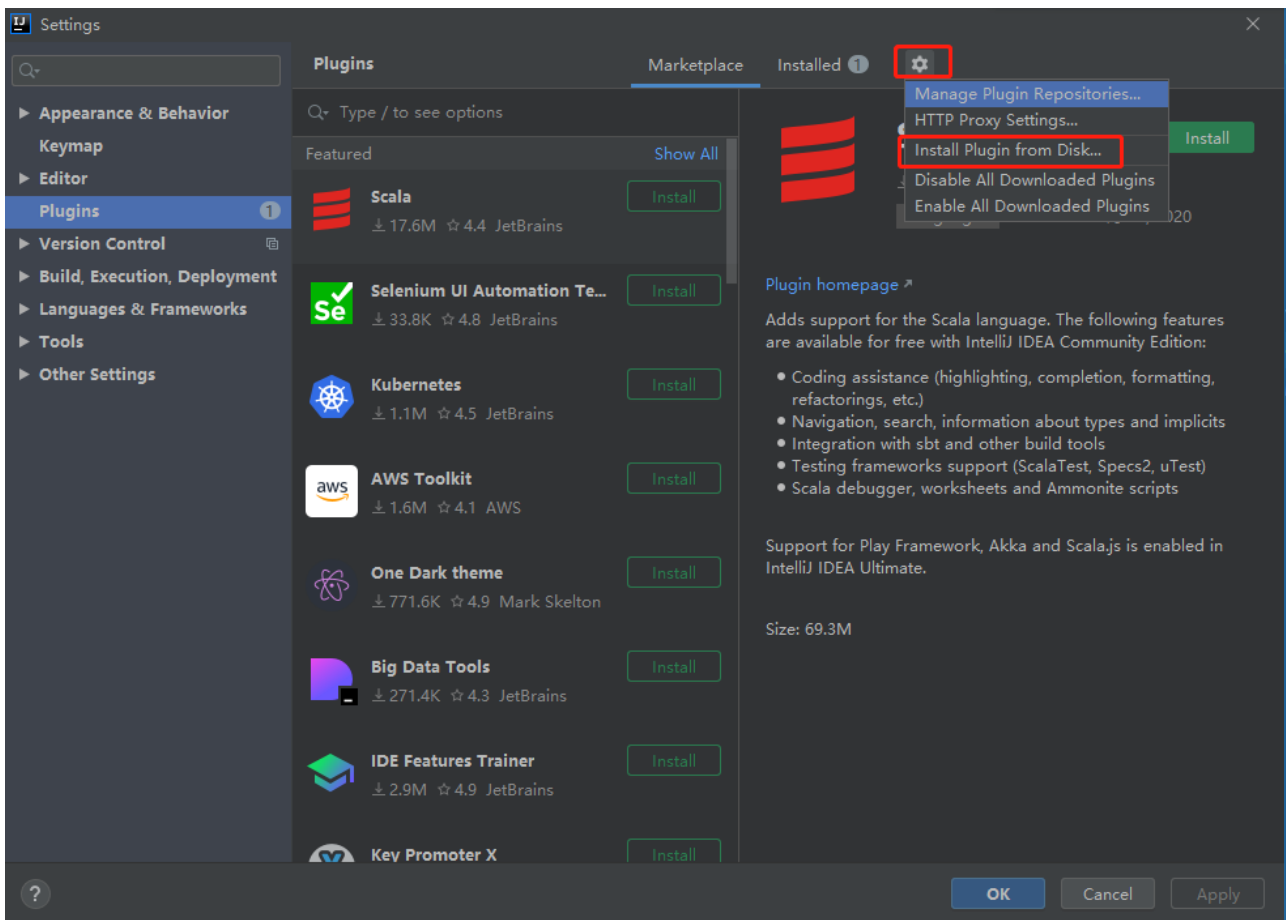 Settings
Plugins
Marketplace
Installed 1
Appearance & Behavior
Keymap
Editor
Plugins 1
Version Control
Build, Execution, Deployment
Languages & Frameworks
Tools
Other Settings
Type / to see options
Featured Show All
Scala Install
17.6M 4.4 JetBrains
Selenium UI Automation Te... Install
33.8K 4.8 JetBrains
Kubernetes Install
1.1M 4.5 JetBrains
aws
AWS Toolkit Install
1.6M 4.1 AWS
One Dark theme Install
771.6K 4.9 Mark Skelton
Big Data Tools Install
271.4K 4.3 JetBrains
IDE Features Trainer Install
2.9M 4.9 JetBrains
Key Promoter X Install
Manage Plugin Repositories...
HTTP Proxy Settings...
Install Plugin from Disk...
Disable All Downloaded Plugins
Enable All Downloaded Plugins
Install
Plugin homepage
Adds support for the Scala language. The following features
are available for free with IntelliJ IDEA Community Edition:
Coding assistance (highlighting, completion, formatting,
refactorings, etc.)
Navigation, search, information about types and implicits
Integration with sbt and other build tools
Testing frameworks support (ScalaTest, Specs2, uTest)
Scala debugger, worksheets and Ammonite scripts
Support for Play Framework, Akka and Scala.js is enabled in
IntelliJ IDEA Ultimate.
Size: 69.3M
?
OK
Cancel
Apply